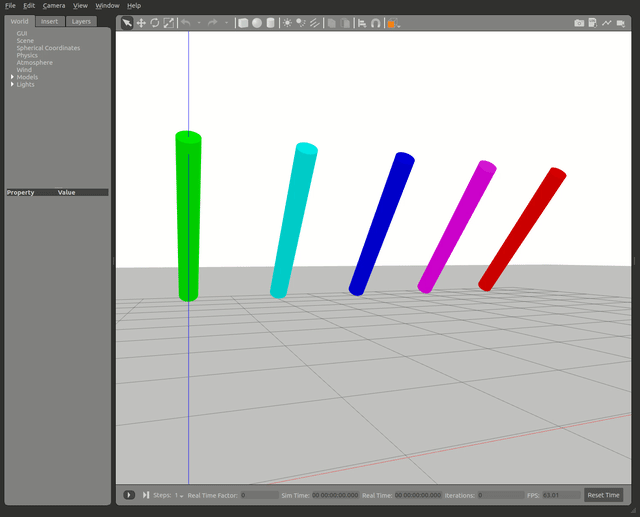 File Edit Camera View Window Help
World Insert Layers
GUI
Scene
Spherical Coordinates
Physics
Atmosphere
Wind
Models
Lights
Property Value
Steps: 1 Real Time Factor: 0 Sim Time: 00 00:00:00.000 Real Time: 00 00:00:00.000 Iterations: 0 FPS: 63.01 Reset Time